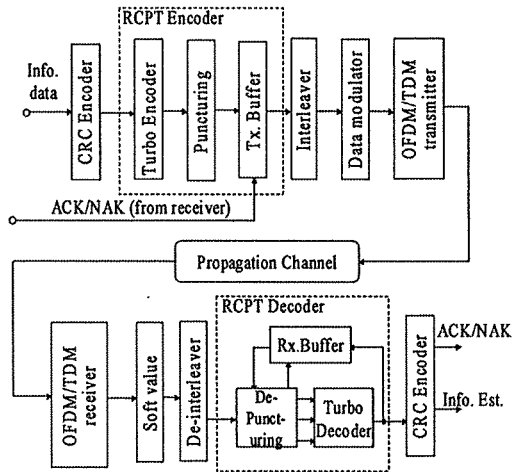 RCPT Encoder
Info.
data
CRC Encoder
Turbo Encoder
Puncturing
Tx. Buffer
Interleaver
Data modulator
OFDM/TDM
transmitter
ACK/NAK (from receiver)
Propagation Channel
RCPT Decoder
OFDM/TDM
receiver
Soft value
De-interleaver
Rx.Buffer
De-
Punct-
uring
Turbo
Decoder
CRC Encoder
ACK/NAK
Info. Est.